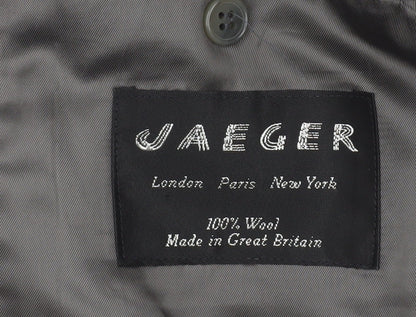 JAEGER
London Paris New York
100% Wool
Made in Great Britain